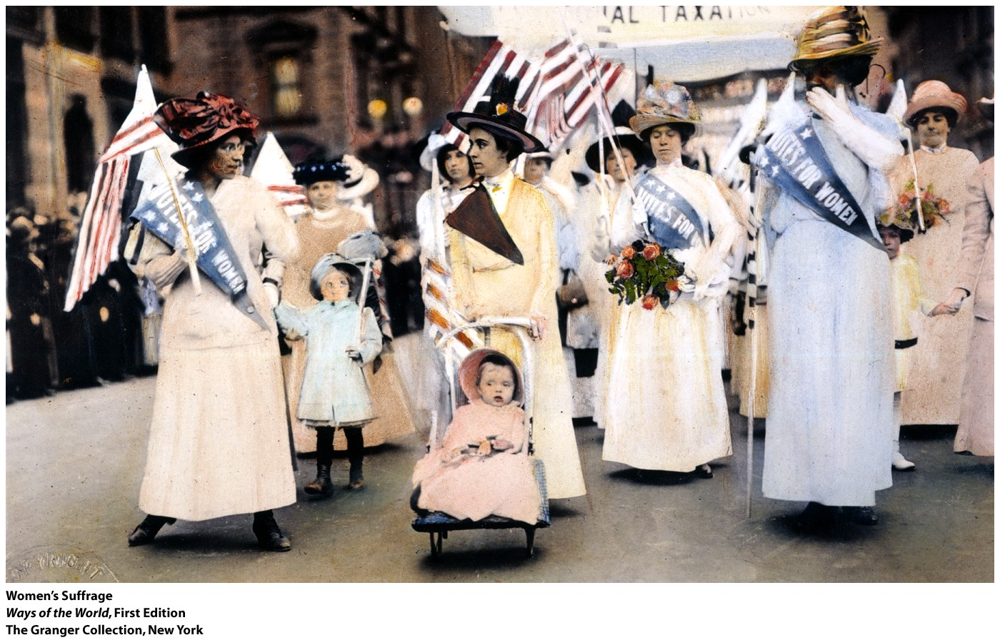 AL TAXATION
VOTES FOR WOMEN
VOTES FOR
VOTES FOR WOMEN
COPYRIGHT
Women's Suffrage
Ways of the World, First Edition
The Granger Collection, New York